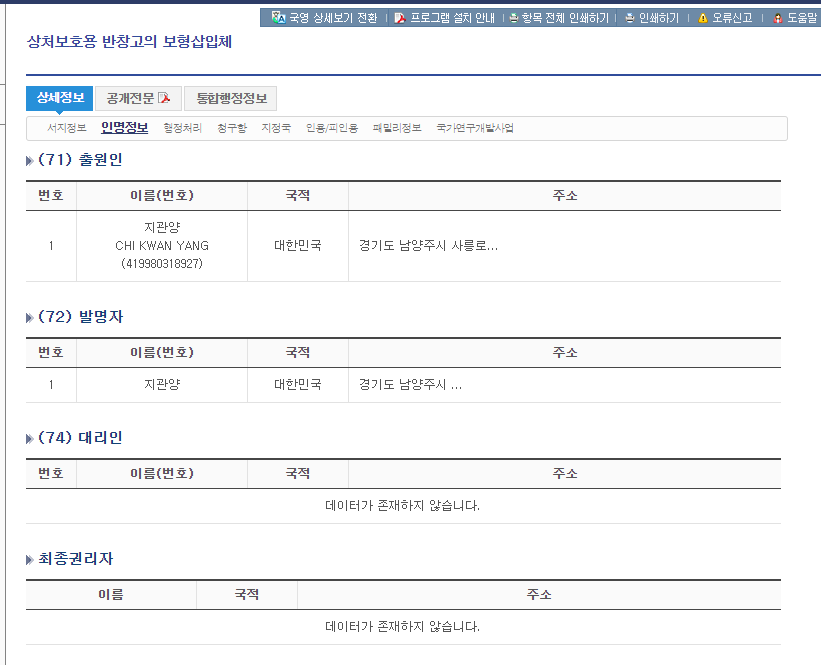 국영 상세보기 전환 프로그램 설치 안내 항목 전체 인쇄하기 인쇄하기 오류신고 도움말
상처보호용 반창고의 보형삽입체
상세정보 공개전문 통합행정정보
서지정보 인명정보 행정처리 청구항 지정국 인용/피인용 패밀리정보 국가연구개발사업
(71) 출원인
번호 이름(번호) 국적 주소
지관양
1 CHI KWAN YANG 대한민국 경기도 남양주시 사릉로...
(419980318927)
(72) 발명자
번호 이름(번호) 국적 주소
1 지관양 대한민국 경기도 남양주시 ...
(74) 대리인
번호 이름(번호) 국적 주소
데이터가 존재하지 않습니다.
최종권리자
이름 국적 주소
데이터가 존재하지 않습니다.